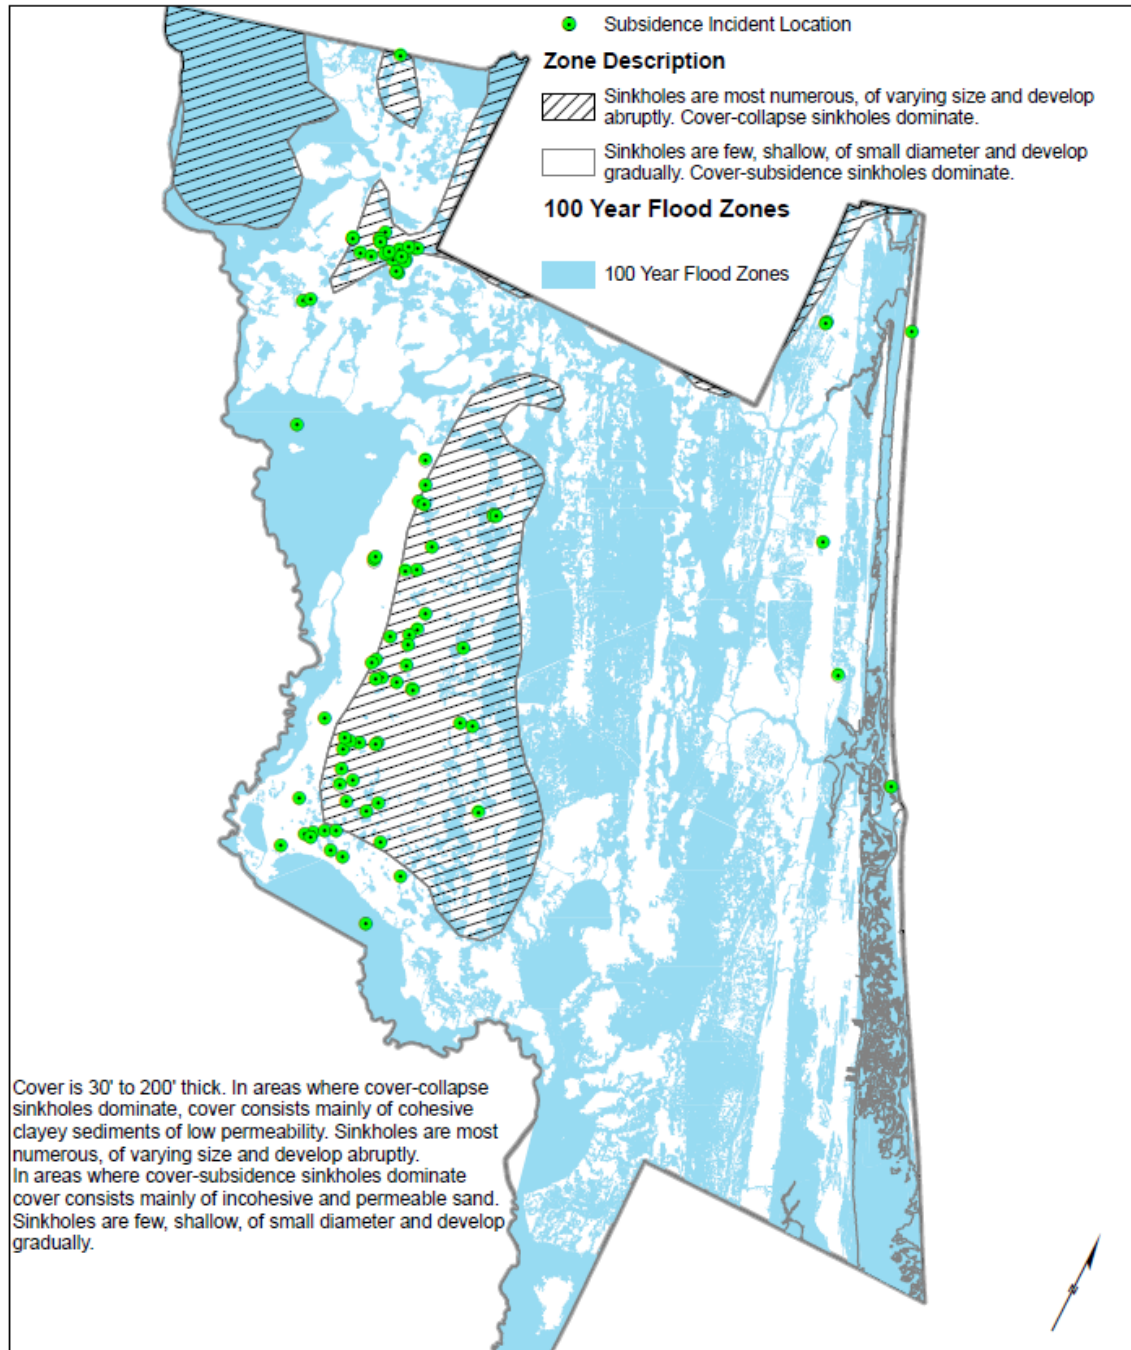 Subsidence Incident Location
Zone Description
Sinkholes are most numerous, of varying size and develop
abruptly. Cover-collapse sinkholes dominate.
Sinkholes are few, shallow, of small diameter and develop
gradually. Cover-subsidence sinkholes dominate.
100 Year Flood Zones
100 Year Flood Zones
Cover is 30' to 200' thick. In areas where cover-collapse
sinkholes dominate, cover consists mainly of cohesive
clayey sediments of low permeability. Sinkholes are most
numerous, of varying size and develop abruptly.
In areas where cover-subsidence sinkholes dominate
cover consists mainly of incohesive and permeable sand.
Sinkholes are few, shallow, of small diameter and develop
gradually.
N